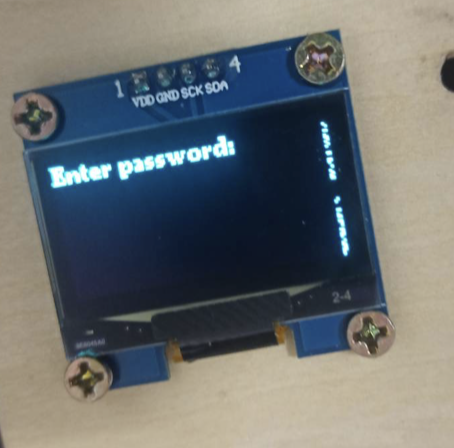 1 4
VDD GND SCK SDA
Enter password:
2-4